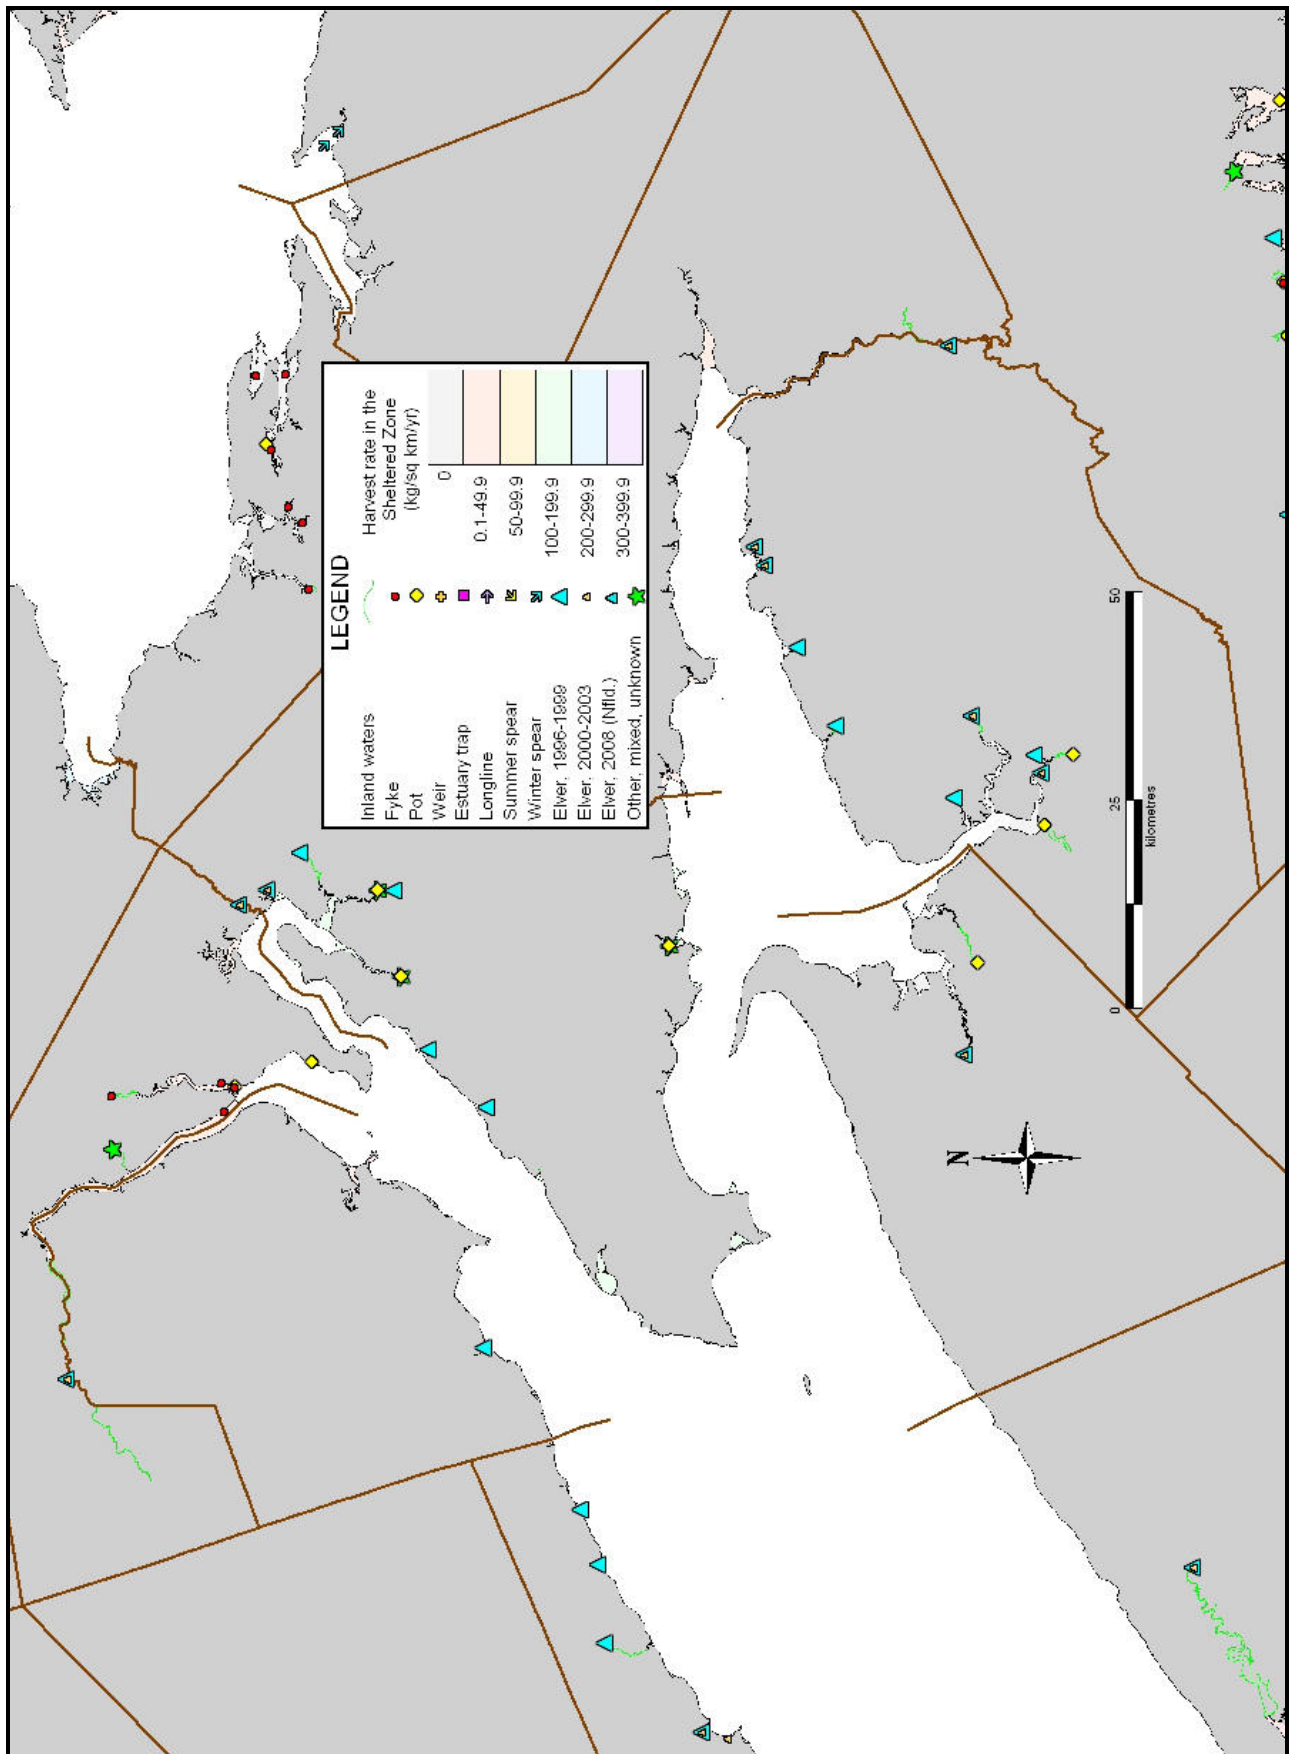 LEGEND
Inland waters
Fyke
Pot
Weir
Estuary trap
Longline
Summer spear
Winter spear
Elver, 1996-1999
Elver, 2000-2003
Elver, 2008 (Nfld.)
Other, mixed, unknown
Harvest rate in the
Sheltered Zone
(kg/sq km/yr)
0
0.1-49.9
50-99.9
100-199.9
200-299.9
300-399.9
N
0
25
50
kilometres